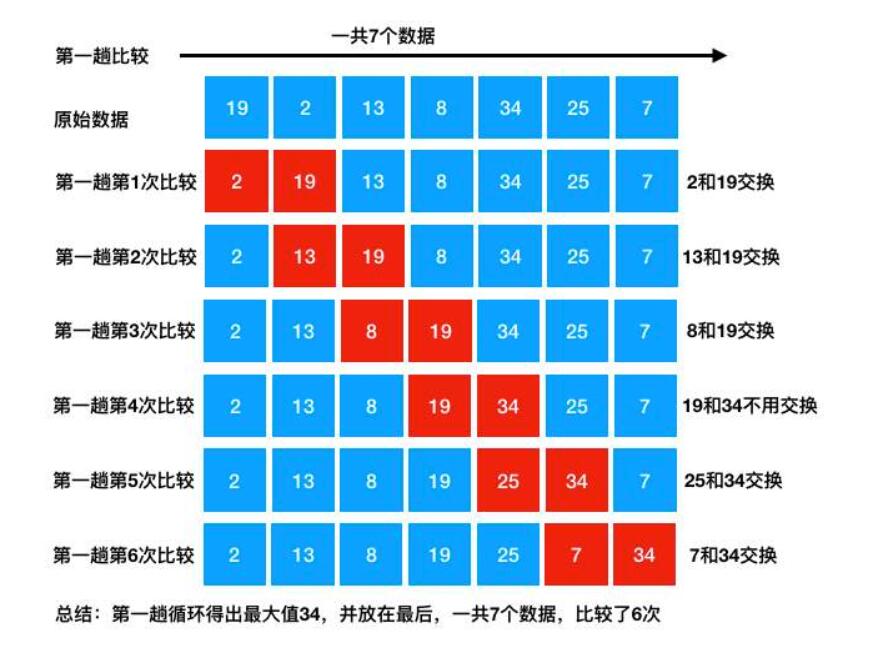 一共7个数据
第一趟比较
原始数据 19 2 13 8 34 25 7
第一趟第1次比较 2 19 13 8 34 25 7 2和19交换
第一趟第2次比较 2 13 19 8 34 25 7 13和19交换
第一趟第3次比较 2 13 8 19 34 25 7 8和19交换
第一趟第4次比较 2 13 8 19 34 25 7 19和34不用交换
第一趟第5次比较 2 13 8 19 25 34 7 25和34交换
第一趟第6次比较 2 13 8 19 25 7 34 7和34交换
总结：第一趟循环得出最大值34，并放在最后，一共7个数据，比较了6次